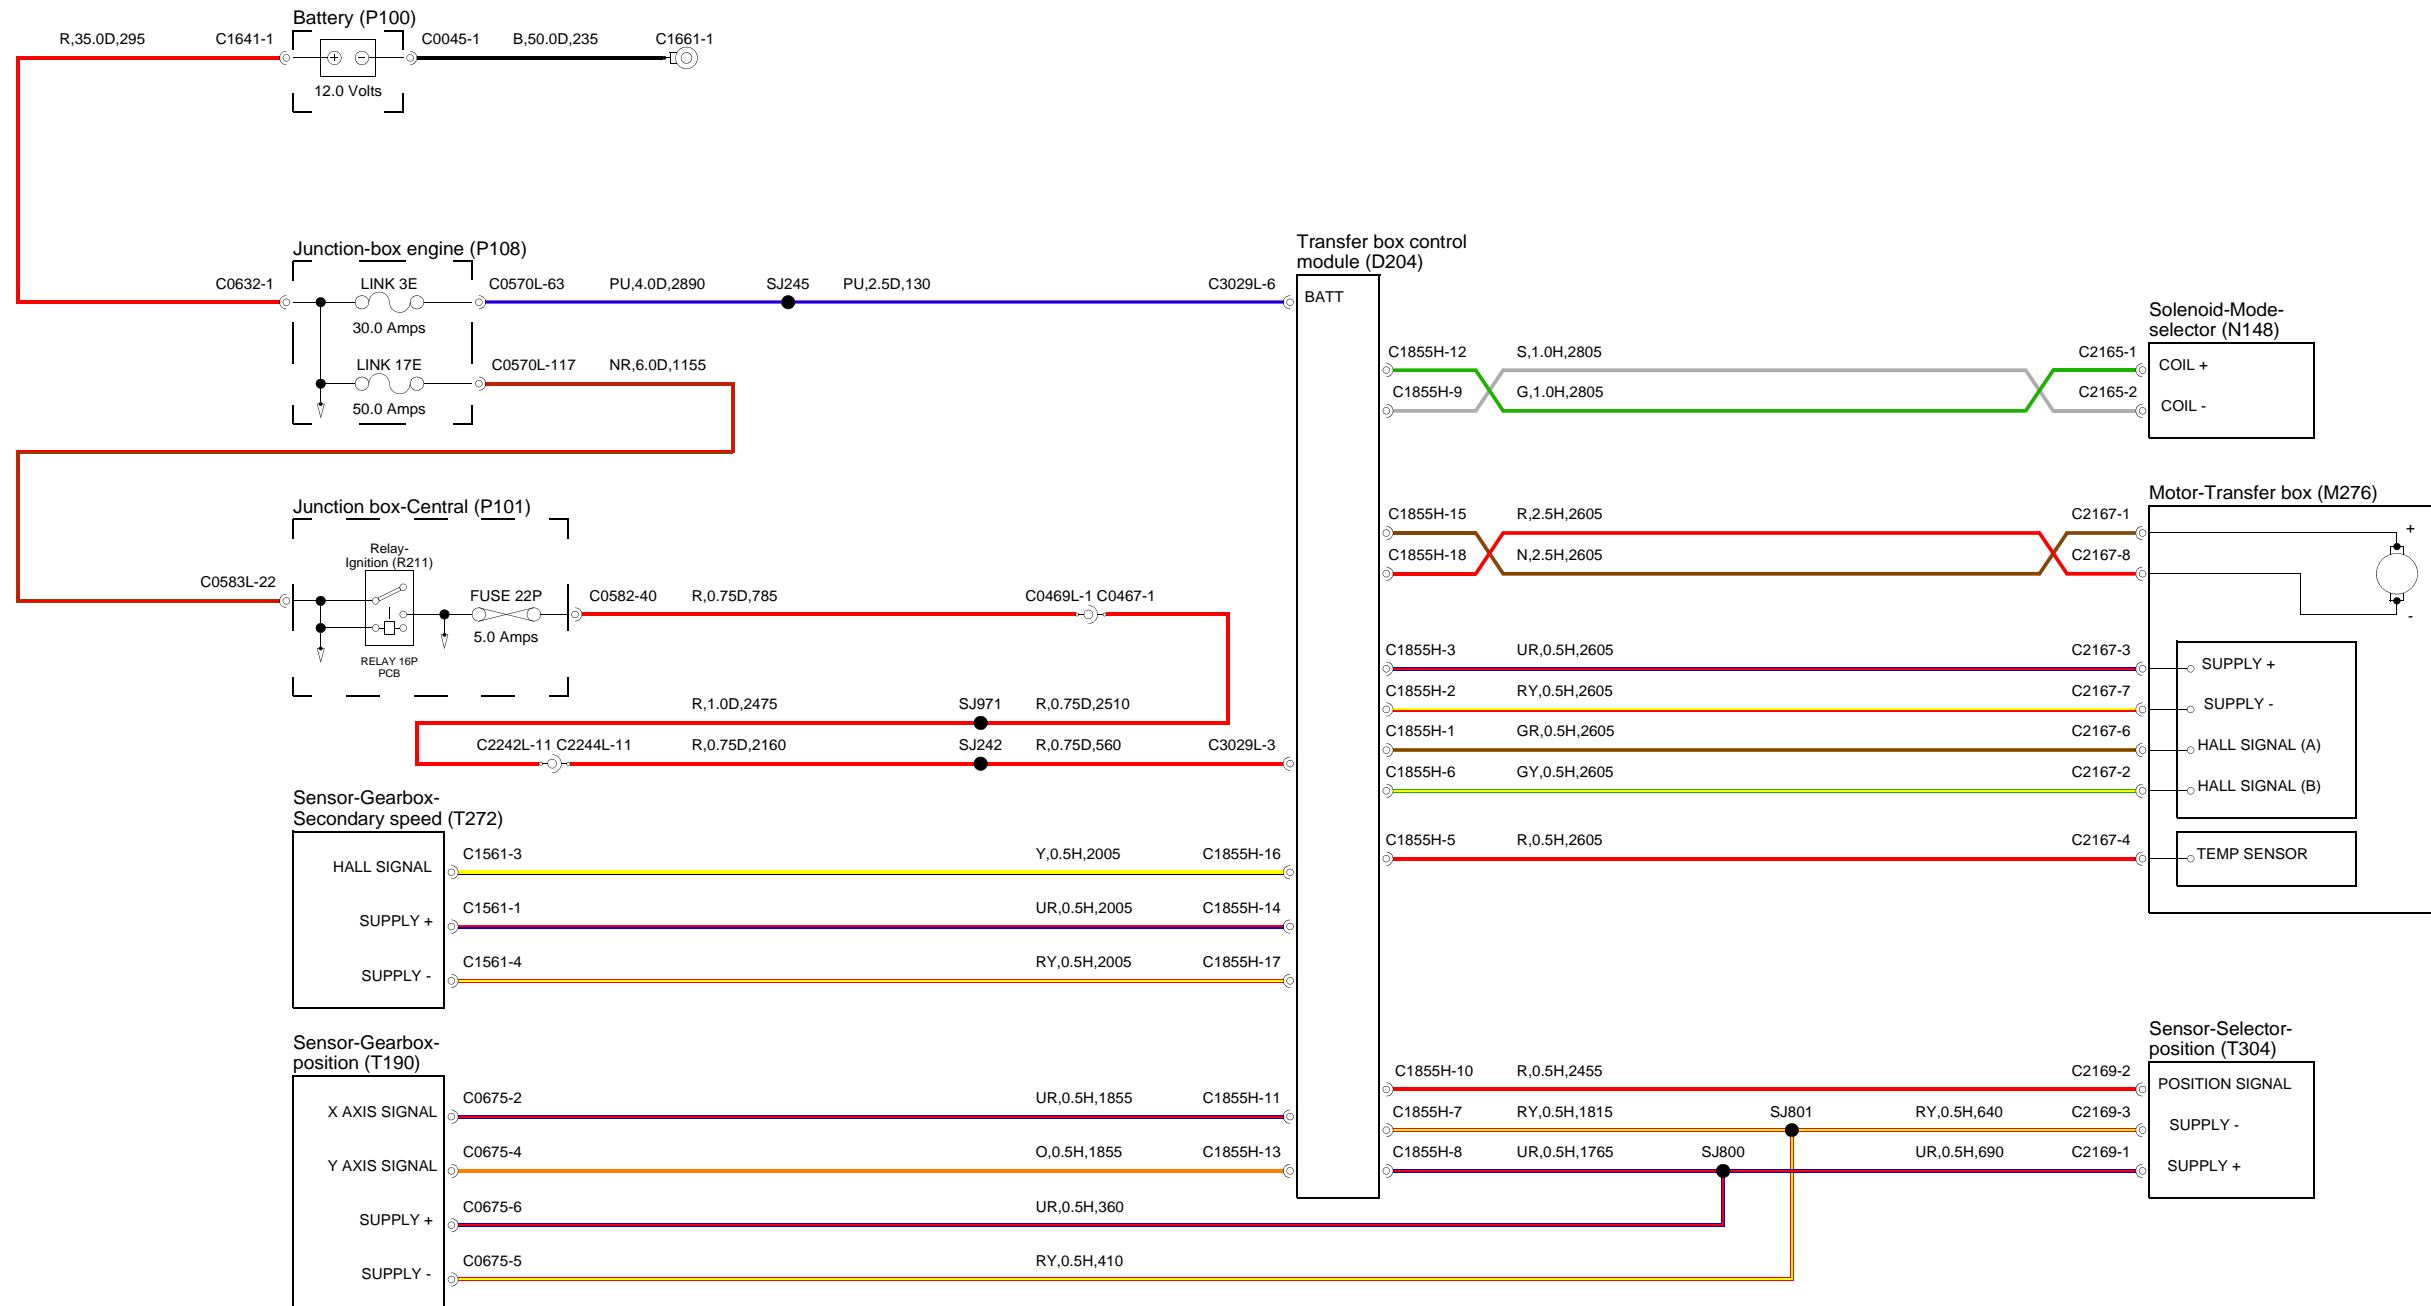 Battery (P100)
R,35.0D,295
C1641-1
C0045-1
B,50.0D,235
C1661-1
12.0 Volts
Junction-box engine (P108)
C0632-1
LINK 3E
30.0 Amps
C0570L-63
PU,4.0D,2890
SJ245
PU,2.5D,130
C3029L-6
LINK 17E
50.0 Amps
C0570L-117
NR,6.0D,1155
Transfer box control
module (D204)
BATT
Junction box-Central (P101)
Relay-
Ignition (R211)
C0583L-22
FUSE 22P
5.0 Amps
RELAY 16P
PCB
C0582-40
R,0.75D,785
C0469L-1 C0467-1
R,1.0D,2475
SJ971
R,0.75D,2510
C2242L-11 C2244L-11
R,0.75D,2160
SJ242
R,0.75D,560
C3029L-3
Sensor-Gearbox-
Secondary speed (T272)
HALL SIGNAL
C1561-3
Y,0.5H,2005
C1855H-16
SUPPLY +
C1561-1
UR,0.5H,2005
C1855H-14
SUPPLY -
C1561-4
RY,0.5H,2005
C1855H-17
Sensor-Gearbox-
position (T190)
X AXIS SIGNAL
C0675-2
UR,0.5H,1855
C1855H-11
Y AXIS SIGNAL
C0675-4
O,0.5H,1855
C1855H-13
SUPPLY +
C0675-6
UR,0.5H,360
SUPPLY -
C0675-5
RY,0.5H,410
Solenoid-Mode-
selector (N148)
C1855H-12
S,1.0H,2805
C2165-1
COIL +
C1855H-9
G,1.0H,2805
C2165-2
COIL -
Motor-Transfer box (M276)
C1855H-15
R,2.5H,2605
C2167-1
+
C1855H-18
N,2.5H,2605
C2167-8
-
C1855H-3
UR,0.5H,2605
C2167-3
SUPPLY +
C1855H-2
RY,0.5H,2605
C2167-7
SUPPLY -
C1855H-1
GR,0.5H,2605
C2167-6
HALL SIGNAL (A)
C1855H-6
GY,0.5H,2605
C2167-2
HALL SIGNAL (B)
C1855H-5
R,0.5H,2605
C2167-4
TEMP SENSOR
Sensor-Selector-
position (T304)
C1855H-10
R,0.5H,2455
C2169-2
POSITION SIGNAL
C1855H-7
RY,0.5H,1815
SJ801
RY,0.5H,640
C2169-3
SUPPLY -
C1855H-8
UR,0.5H,1765
SJ800
UR,0.5H,690
C2169-1
SUPPLY +